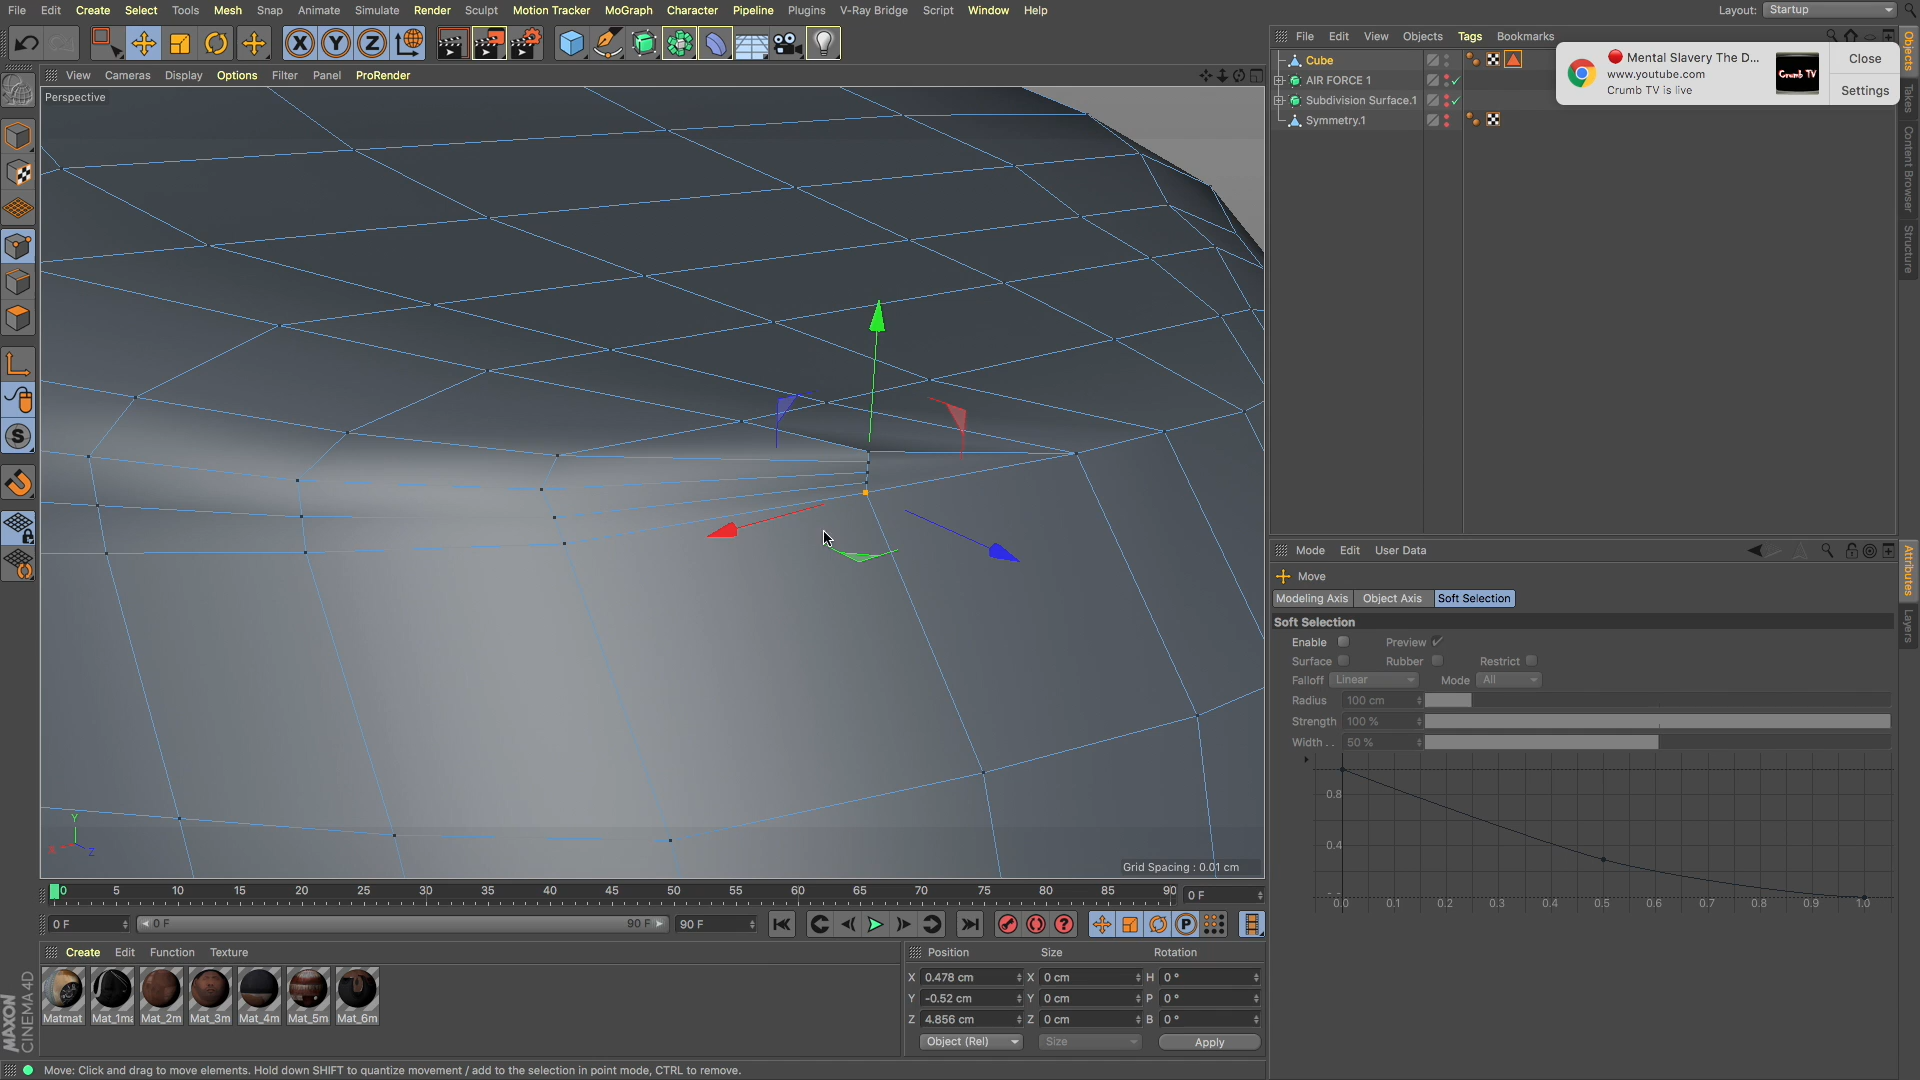 File Edit Create Select Tools Mesh Snap Animate Simulate Render Sculpt Motion Tracker MoGraph Character Pipeline Plugins V-Ray Bridge Script Window Help
Layout: Startup
File Edit View Objects Tags Bookmarks
Cube
AIR FORCE 1
Subdivision Surface.1
Symmetry.1
Mental Slavery The D...
www.youtube.com
Crumb TV is live
Crumb TV
Close
Settings
Objects
Takes
Content Browser
Structure
View Cameras Display Options Filter Panel ProRender
Perspective
Y
X
Z
Grid Spacing : 0.01 cm
Mode Edit User Data
Move
Modeling Axis Object Axis Soft Selection
Soft Selection
Enable Preview
Surface Rubber Restrict
Falloff Linear Mode All
Radius 100 cm
Strength 100 %
Width . . 50 %
0.8
0.4
0.0 0.1 0.2 0.3 0.4 0.5 0.6 0.7 0.8 0.9 1.0
Attributes
Layers
0 5 10 15 20 25 30 35 40 45 50 55 60 65 70 75 80 85 90
0 F
0 F 0 F 90 F 90 F
Create Edit Function Texture
Matmat Mat_1ma Mat_2m Mat_3m Mat_4m Mat_5m Mat_6m
Position Size Rotation
X 0.478 cm X 0 cm H 0 °
Y -0.52 cm Y 0 cm P 0 °
Z 4.856 cm Z 0 cm B 0 °
Object (Rel) Size Apply
MAXON
CINEMA 4D
Move: Click and drag to move elements. Hold down SHIFT to quantize movement / add to the selection in point mode, CTRL to remove.